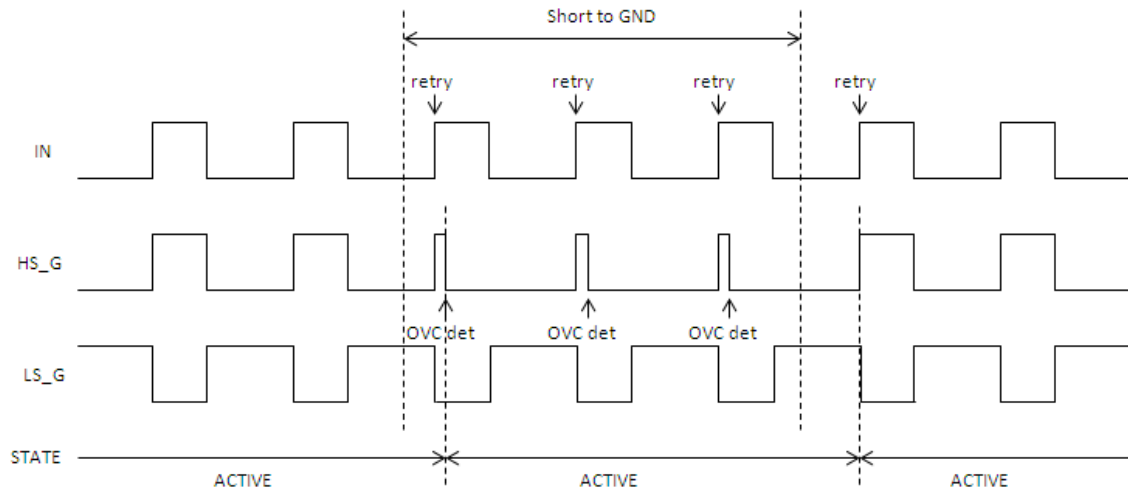 Short to GND
retry retry retry retry
IN
HS_G
OVC det OVC det OVC det
LS_G
STATE
ACTIVE ACTIVE ACTIVE